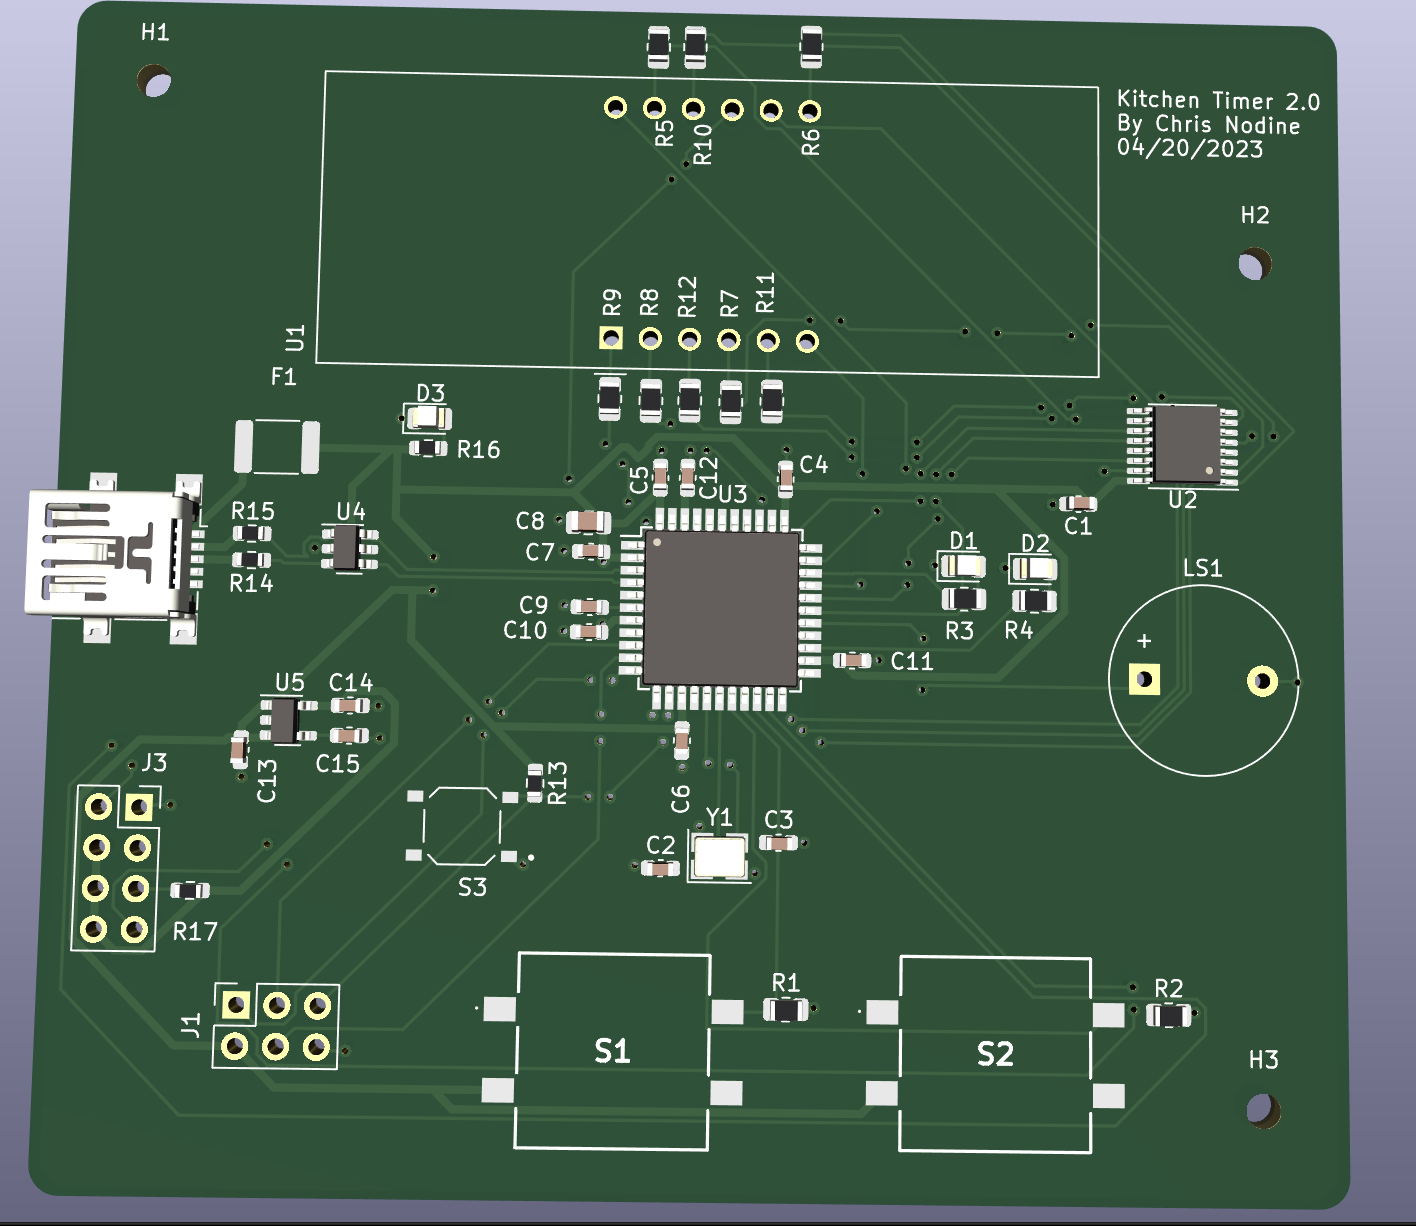 H1
Kitchen Timer 2.0
By Chris Nodine
04/20/2023
R5
R10
R6
H2
R9
R8
R12
R7
R11
U1
F1
D3
R16
C5
C12
C4
U3
U2
C1
R15
U4
C8
C7
R14
D1
D2
LS1
+
C9
C10
R3
R4
C11
U5
C14
C15
C13
J3
R13
C6
Y1
C3
C2
S3
R17
R1
R2
J1
S1
S2
H3